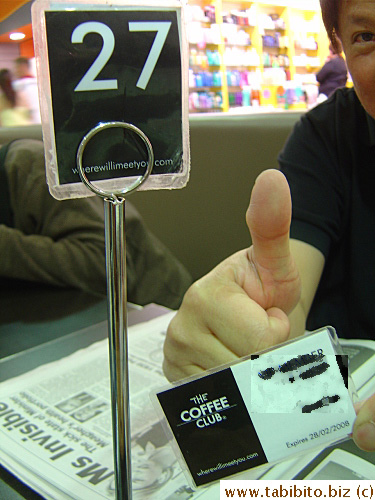 27
wherewillimeetyou.com
THE
COFFEE
CLUB.
Expires 28/02/2008
wherewillimeetyou.com
Ms Invisible
www.tabibito.biz (c)